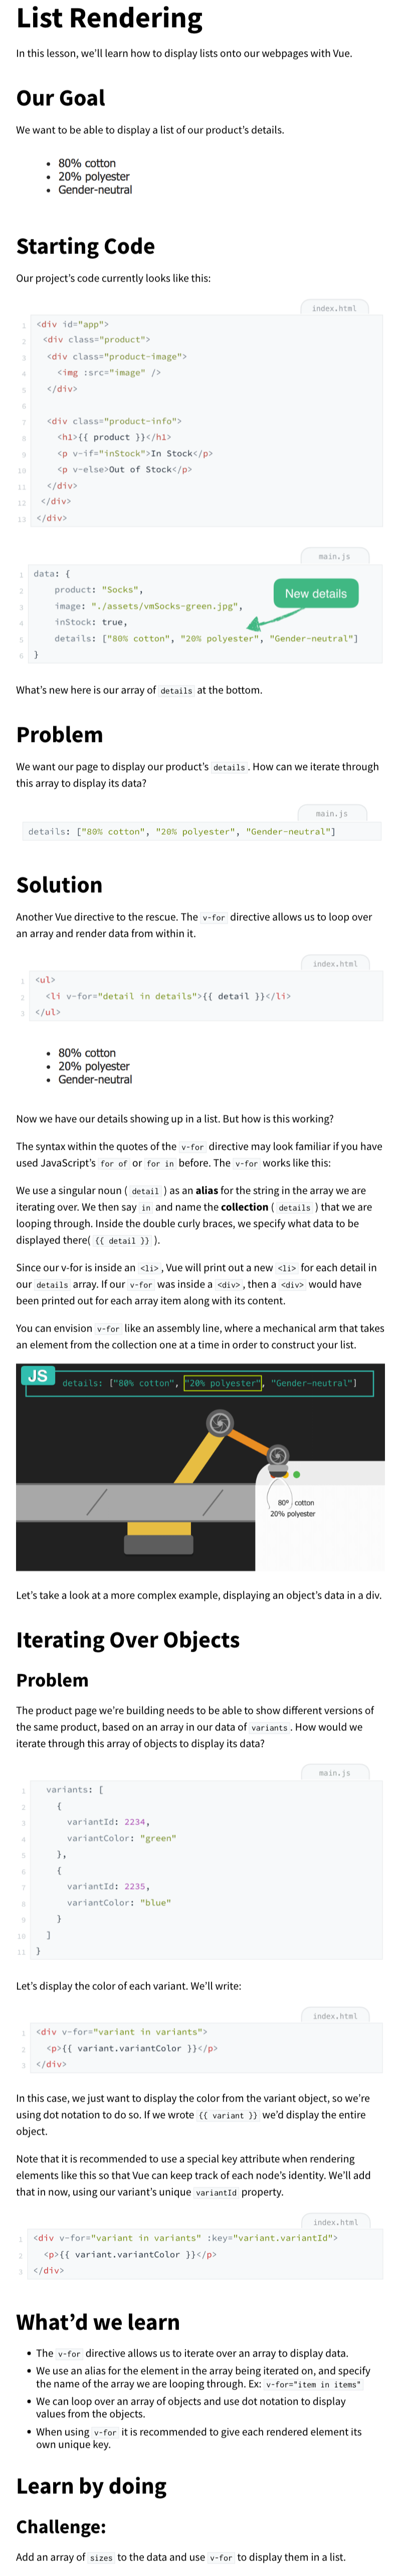 List Rendering
In this lesson, we'll learn how to display lists onto our webpages with Vue.
Our Goal
We want to be able to display a list of our product's details.
• 80% cotton
• 20% polyester
• Gender-neutral
Starting Code
Our project's code currently looks like this:
index.html
1 <div id="app">
2 <div class="product">
3 <div class="product-image">
4 <img :src="image" />
5 </div>
6
7 <div class="product-info">
8 <h1>{{ product }}</h1>
9 <p v-if="inStock">In Stock</p>
10 <p v-else>Out of Stock</p>
11 </div>
12 </div>
13 </div>
main.js
1 data: {
2 product: "Socks",
3 image: "./assets/vmSocks-green.jpg",
4 inStock: true,
5 details: ["80% cotton", "20% polyester", "Gender-neutral"]
6 }
New details
What's new here is our array of details at the bottom.
Problem
We want our page to display our product's details. How can we iterate through
this array to display its data?
main.js
details: ["80% cotton", "20% polyester", "Gender-neutral"]
Solution
Another Vue directive to the rescue. The v-for directive allows us to loop over
an array and render data from within it.
index.html
1 <ul>
2 <li v-for="detail in details">{{ detail }}</li>
3 </ul>
• 80% cotton
• 20% polyester
• Gender-neutral
Now we have our details showing up in a list. But how is this working?
The syntax within the quotes of the v-for directive may look familiar if you have
used JavaScript's for of or for in before. The v-for works like this:
We use a singular noun ( detail ) as an alias for the string in the array we are
iterating over. We then say in and name the collection ( details ) that we are
looping through. Inside the double curly braces, we specify what data to be
displayed there( {{ detail }} ).
Since our v-for is inside an <li>, Vue will print out a new <li> for each detail in
our details array. If our v-for was inside a <div>, then a <div> would have
been printed out for each array item along with its content.
You can envision v-for like an assembly line, where a mechanical arm that takes
an element from the collection one at a time in order to construct your list.
JS
details: ["80% cotton", "20% polyester", "Gender-neutral"]
80º cotton
20% polyester
Let's take a look at a more complex example, displaying an object's data in a div.
Iterating Over Objects
Problem
The product page we're building needs to be able to show different versions of
the same product, based on an array in our data of variants. How would we
iterate through this array of objects to display its data?
main.js
1 variants: [
2 {
3 variantId: 2234,
4 variantColor: "green"
5 },
6 {
7 variantId: 2235,
8 variantColor: "blue"
9 }
10 ]
11 }
Let's display the color of each variant. We'll write:
index.html
1 <div v-for="variant in variants">
2 <p>{{ variant.variantColor }}</p>
3 </div>
In this case, we just want to display the color from the variant object, so we're
using dot notation to do so. If we wrote {{ variant }} we'd display the entire
object.
Note that it is recommended to use a special key attribute when rendering
elements like this so that Vue can keep track of each node's identity. We'll add
that in now, using our variant's unique variantId property.
index.html
1 <div v-for="variant in variants" :key="variant.variantId">
2 <p>{{ variant.variantColor }}</p>
3 </div>
What'd we learn
• The v-for directive allows us to iterate over an array to display data.
• We use an alias for the element in the array being iterated on, and specify
the name of the array we are looping through. Ex: v-for="item in items"
• We can loop over an array of objects and use dot notation to display
values from the objects.
• When using v-for it is recommended to give each rendered element its
own unique key.
Learn by doing
Challenge:
Add an array of sizes to the data and use v-for to display them in a list.